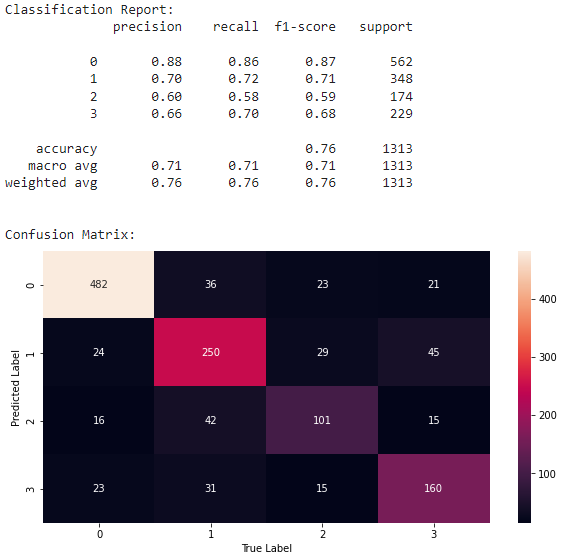 Classification Report:
precision recall f1-score support
0 0.88 0.86 0.87 562
1 0.70 0.72 0.71 348
2 0.60 0.58 0.59 174
3 0.66 0.70 0.68 229
accuracy 0.76 1313
macro avg 0.71 0.71 0.71 1313
weighted avg 0.76 0.76 0.76 1313
Confusion Matrix:
0 482 36 23 21
1 24 250 29 45
2 16 42 101 15
3 23 31 15 160
0 1 2 3
Predicted Label
True Label
400
300
200
100